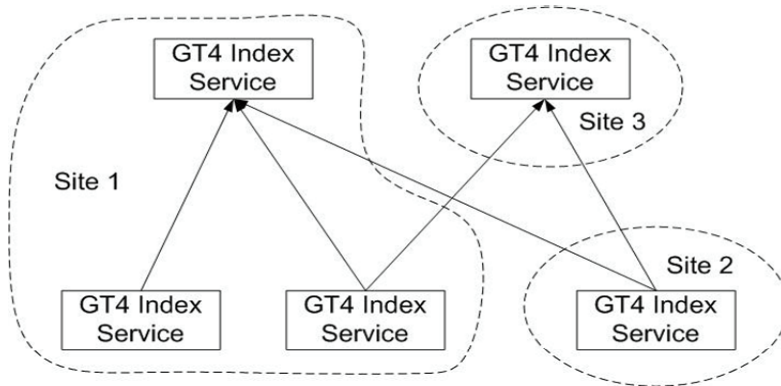 GT4 Index
Service
GT4 Index
Service
Site 3
Site 1
Site 2
GT4 Index
Service
GT4 Index
Service
GT4 Index
Service